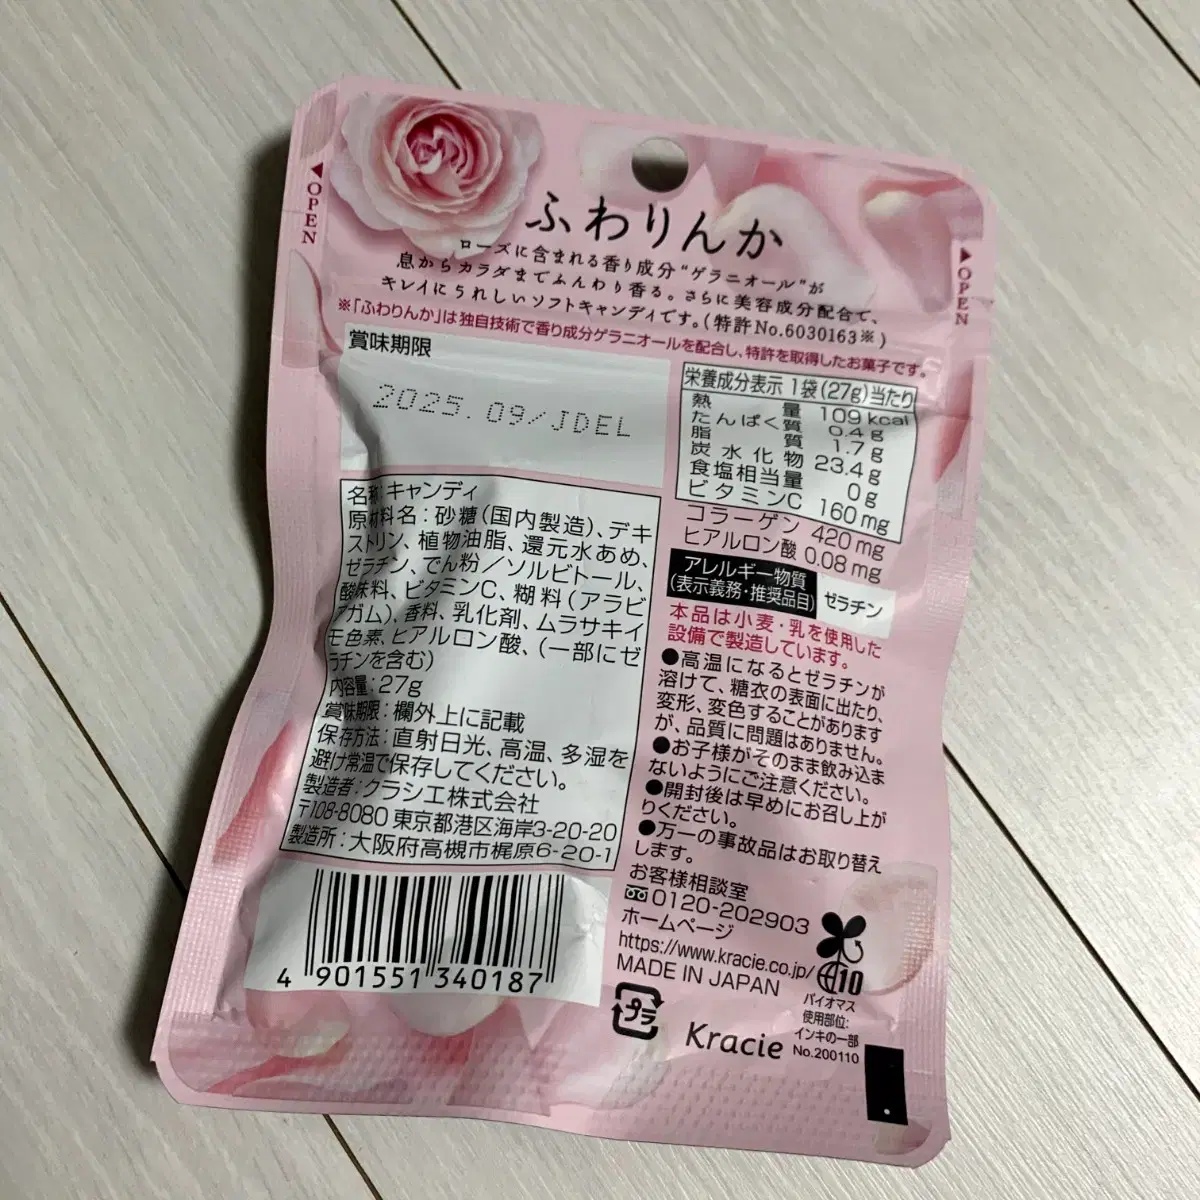 OPEN
OPEN
ふわりんか
ローズに含まれる香り成分“ゲラニオール”が
息からカラダまでふんわり香る。さらに美容成分配合で、
キレイにうれしいソフトキャンディです。(特許No.6030163※)
※「ふわりんか」は独自技術で香り成分ゲラニオールを配合し、特許を取得したお菓子です。
賞味期限
2025.09/JDEL
名称:キャンディ
原材料名:砂糖(国内製造)、デキ
ストリン、植物油脂、還元水あめ、
ゼラチン、でん粉/ソルビトール、
酸味料、ビタミンC、糊料(アラビ
アガム)、香料、乳化剤、ムラサキイ
モ色素、ヒアルロン酸、(一部にゼ
ラチンを含む)
内容量:27g
賞味期限:欄外上に記載
保存方法:直射日光、高温、多湿を
避け常温で保存してください。
製造者:クラシエ株式会社
〒108-8080 東京都港区海岸3-20-20
製造所:大阪府高槻市梶原6-20-1
4 901551 340187
栄養成分表示 1袋(27g)当たり
熱量 109 kcal
たんぱく質 0.4 g
脂質 1.7 g
炭水化物 23.4 g
食塩相当量 0 g
ビタミンC 160 mg
コラーゲン 420 mg
ヒアルロン酸 0.08 mg
アレルギー物質
(表示義務・推奨品目) ゼラチン
本品は小麦・乳を使用した
設備で製造しています。
●高温になるとゼラチンが
溶けて、糖衣の表面に出たり、
変形、変色することがあります
が、品質に問題はありません。
●お子様がそのまま飲み込ま
ないようにご注意ください。
●開封後は早めにお召し上が
りください。
●万一の事故品はお取り替え
します。
お客様相談室
0120-202903
ホームページ
https://www.kracie.co.jp/
MADE IN JAPAN
プラ
Kracie
10
バイオマス
使用部位:
インキの一部
No.200110